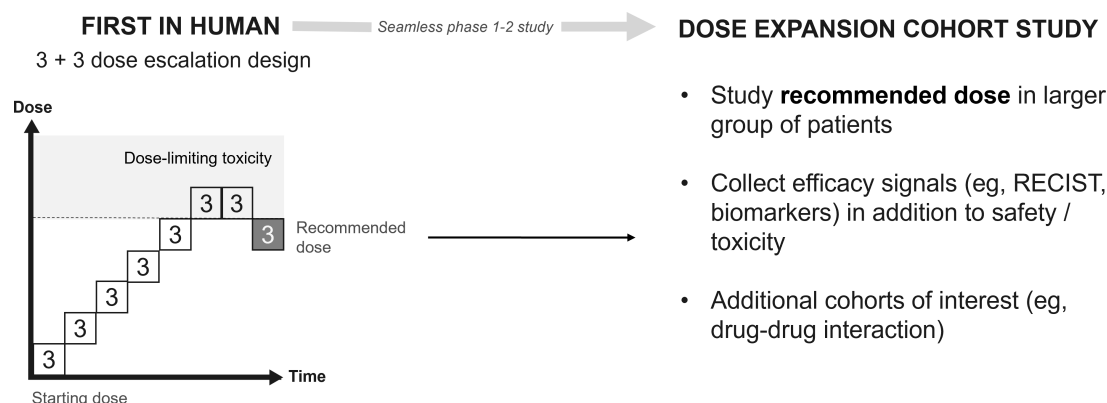 FIRST IN HUMAN
Seamless phase 1-2 study
DOSE EXPANSION COHORT STUDY
3 + 3 dose escalation design
Dose
Dose-limiting toxicity
3 3
3
3
Recommended
dose
3
3
3
3
Time
Starting dose
• Study recommended dose in larger
group of patients
• Collect efficacy signals (eg, RECIST,
biomarkers) in addition to safety /
toxicity
• Additional cohorts of interest (eg,
drug-drug interaction)